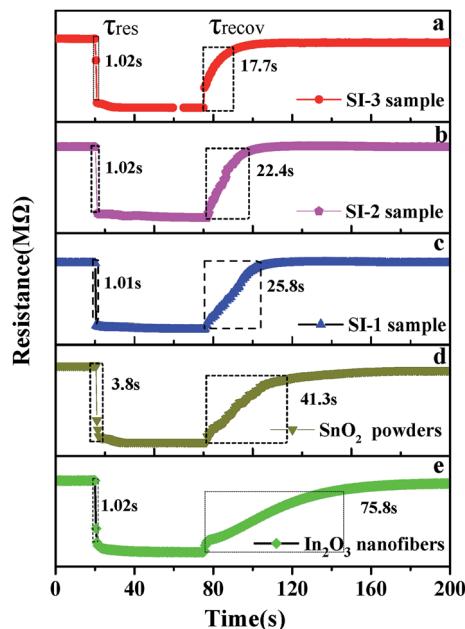 τres τrecov a
1.02s 17.7s
SI-3 sample
b
1.02s 22.4s
SI-2 sample
c
1.01s 25.8s
SI-1 sample
d
3.8s 41.3s
SnO₂ powders
e
1.02s 75.8s
In₂O₃ nanofibers
0 40 80 120 160 200
Time(s)
Resistance(MΩ)